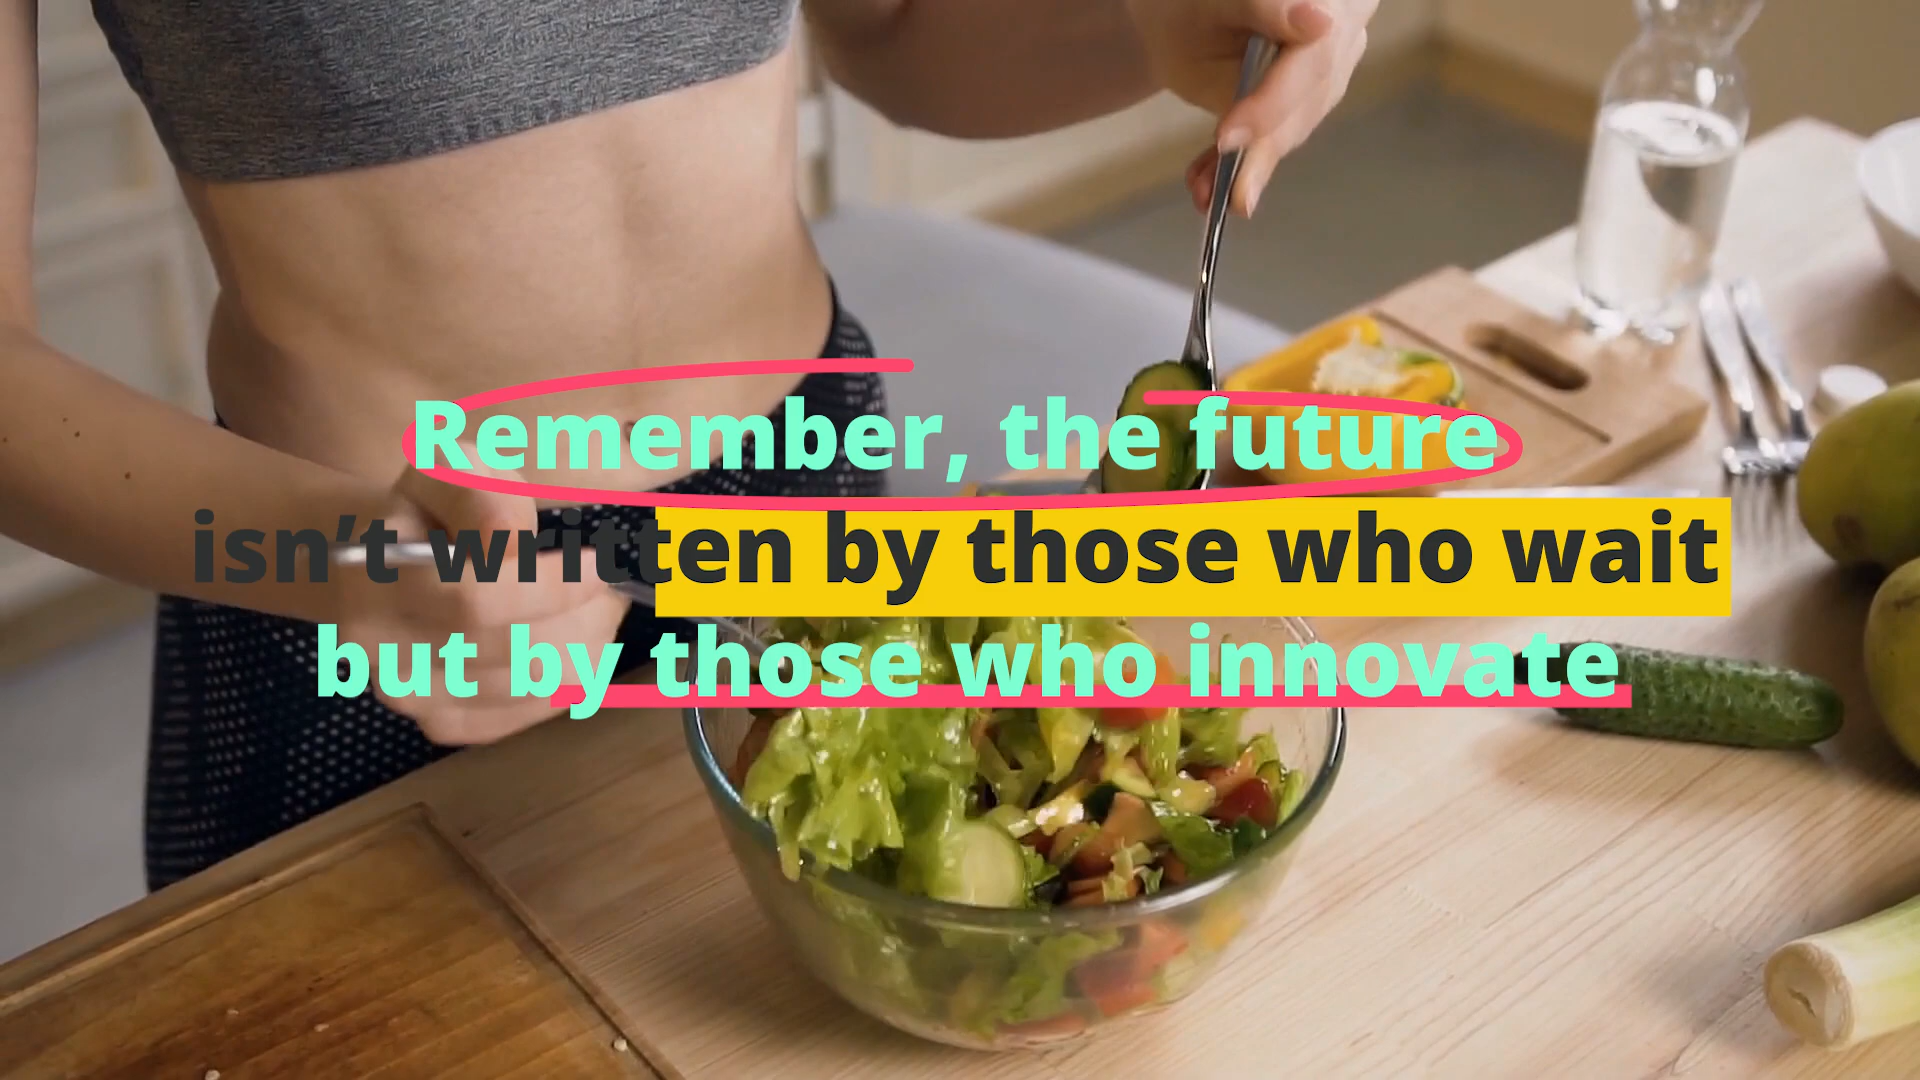 Remember, the future
isn’t written by those who wait
but by those who innovate